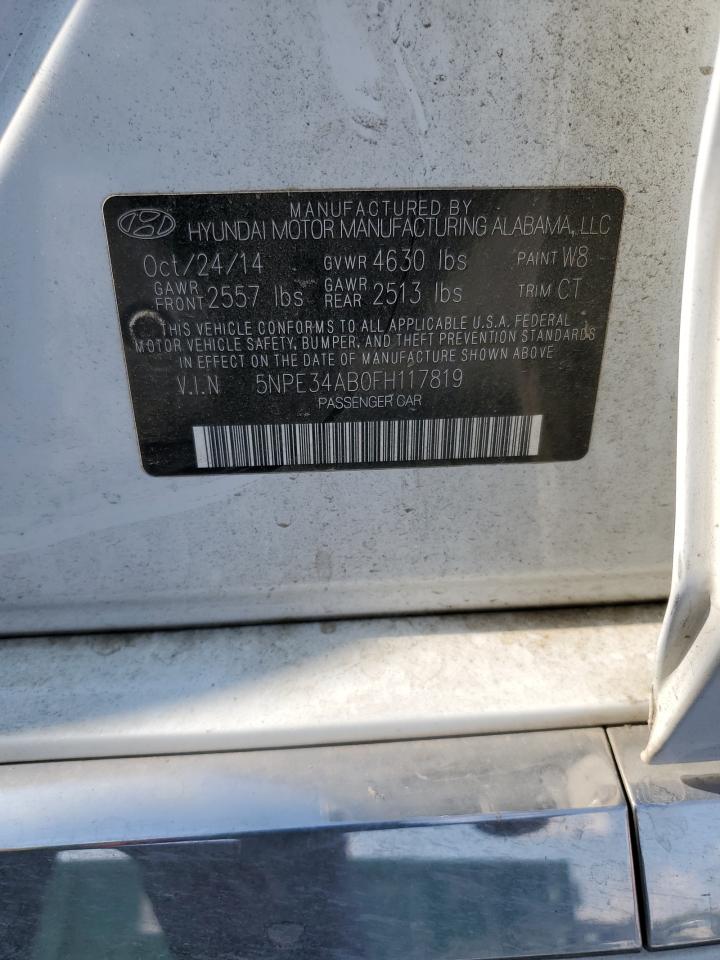 MANUFACTURED BY
HYUNDAI MOTOR MANUFACTURING ALABAMA, LLC
Oct/24/14 GVWR 4630 lbs PAINT W8
GAWR FRONT 2557 lbs GAWR REAR 2513 lbs TRIM CT
THIS VEHICLE CONFORMS TO ALL APPLICABLE U.S.A. FEDERAL
MOTOR VEHICLE SAFETY, BUMPER, AND THEFT PREVENTION STANDARDS
IN EFFECT ON THE DATE OF MANUFACTURE SHOWN ABOVE
V.I.N 5NPE34AB0FH117819
PASSENGER CAR